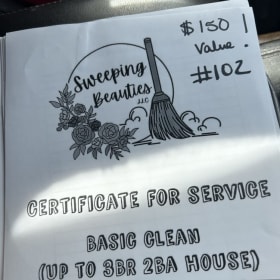 $150!
Value.
#102
Sweeping
Beauties
LLC
CERTIFICATE FOR SERVICE
BASIC CLEAN
(UP TO 3BR 2BA HOUSE)